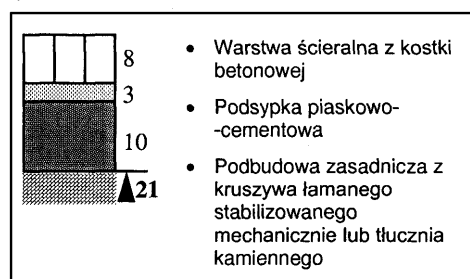 8
3
10
21
• Warstwa ścieralna z kostki
betonowej
• Podsypka piaskowo-
-cementowa
• Podbudowa zasadnicza z
kruszywa łamanego
stabilizowanego
mechanicznie lub tłucznia
kamiennego